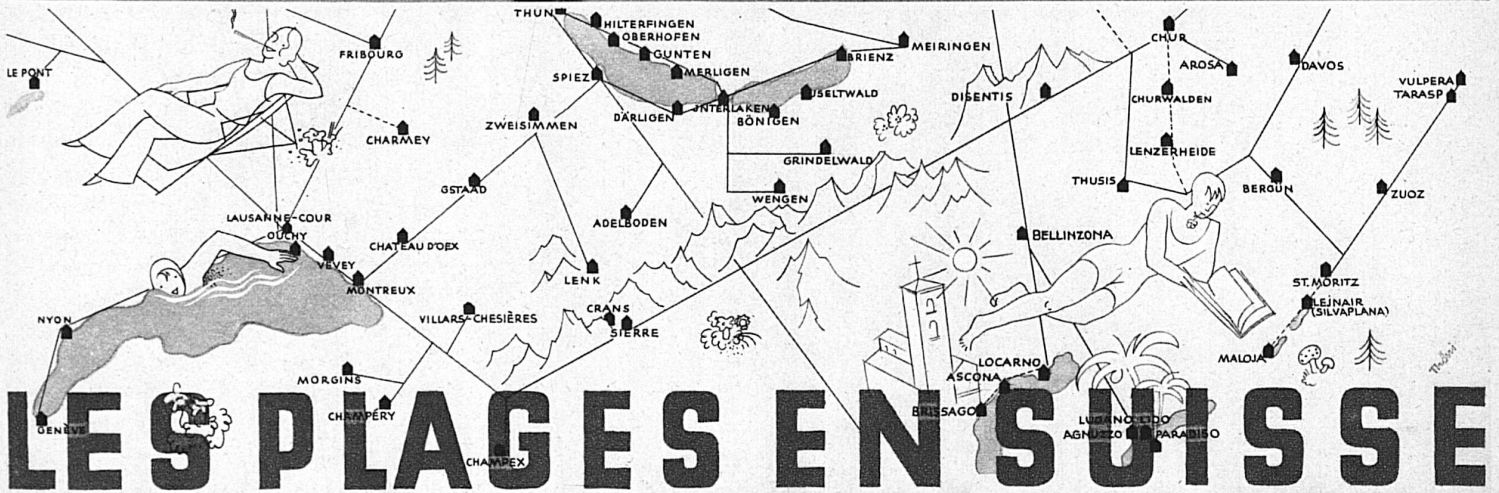 THUN
HILTERFINGEN
OBERHOFEN
GUNTEN
MERLIGEN
FRIBOURG
LE PONT
SPIEZ
BRIENZ
MEIRINGEN
CHUR
AROSA
DAVOS
VULPERA
TARASP
ISELTWALD
INTERLAKEN
DÄRLIGEN
BÖNIGEN
DISENTIS
CHURWALDEN
ZWEISIMMEN
CHARMEY
GRINDELWALD
LENZERHEIDE
GSTAAD
WENGEN
THUSIS
BERGÜN
ZUOZ
LAUSANNE-COUR
OUCHY
ADELBODEN
CHATEAU D'OEX
VEVEY
BELLINZONA
MONTREUX
LENK
ST. MORITZ
LEJNAIR
(SILVAPLANA)
NYON
VILLARS-CHESIÈRES
CRANS
SIERRE
MALOJA
LOCARNO
ASCONA
MORGINS
CHAMPÉRY
BRISSAGO
LUGANO LIDO
AGNUZZO
PARADISO
GENÈVE
CHAMPEX
LES PLAGES EN SUISSE